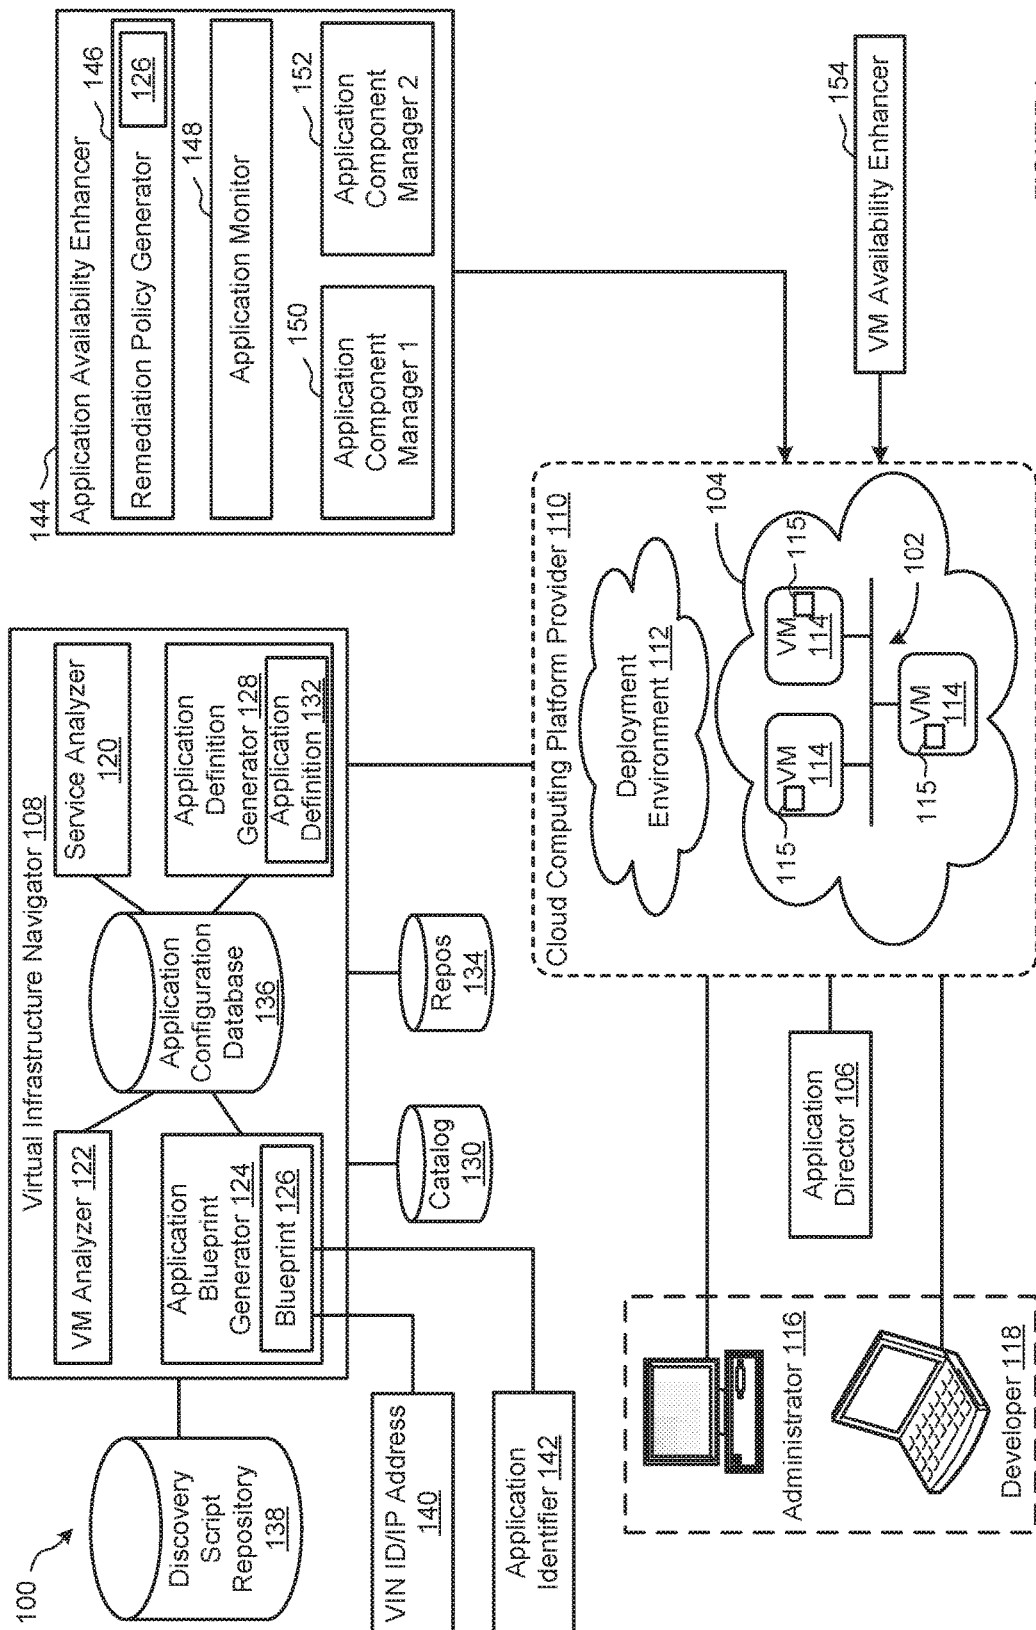 100
Discovery
Script
Repository
138
VIN ID/IP Address
140
Application
Identifier 142
Virtual Infrastructure Navigator 108
VM Analyzer 122
Application
Blueprint
Generator 124
Blueprint 126
Application
Configuration
Database
136
Service Analyzer
120
Application
Definition
Generator 128
Application
Definition 132
Catalog
130
Repos
134
144
Application Availability Enhancer
146
Remediation Policy Generator
126
148
Application Monitor
150
Application
Component
Manager 1
152
Application
Component
Manager 2
Administrator 116
Developer 118
Application
Director 106
Cloud Computing Platform Provider 110
Deployment
Environment 112
104
VM
114
115
VM
114
115
VM
114
115
102
154
VM Availability Enhancer